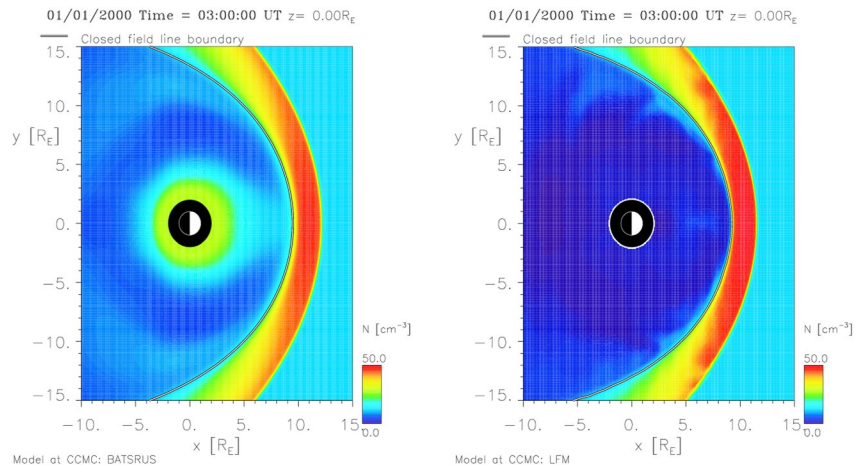 01/01/2000 Time = 03:00:00 UT z= 0.00R_E
Closed field line boundary
15.
10.
5.
0.
-5.
-10.
-15.
y [R_E]
-10. -5. 0. 5. 10. 15
x [R_E]
N [cm^-3]
50.0
0.0
Model at CCMC: BATSRUS
01/01/2000 Time = 03:00:00 UT z= 0.00R_E
Closed field line boundary
15.
10.
5.
0.
-5.
-10.
-15.
y [R_E]
-10. -5. 0. 5. 10. 15.
x [R_E]
N [cm^-3]
50.0
0.0
Model at CCMC: LFM